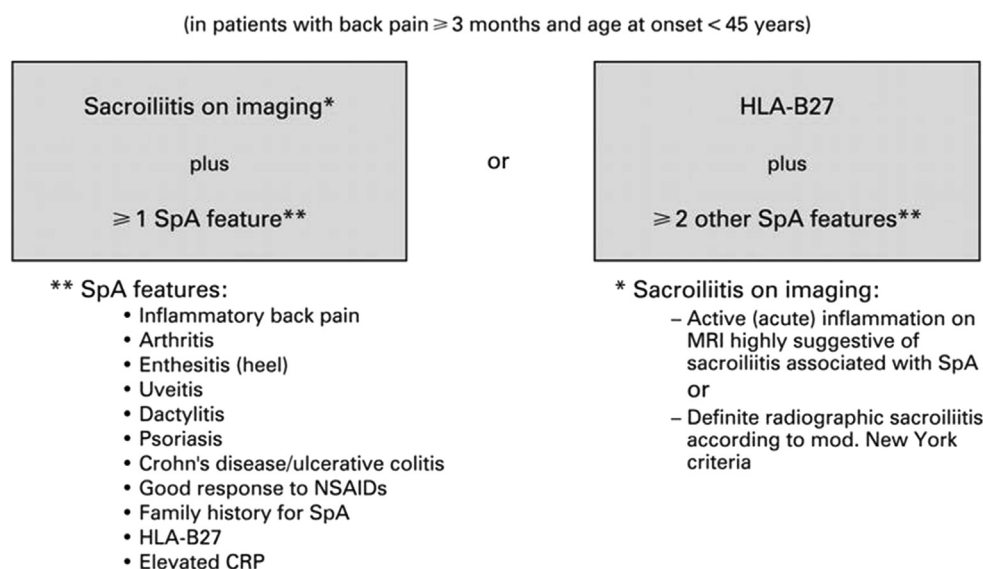 (in patients with back pain ⩾ 3 months and age at onset < 45 years)
Sacroiliitis on imaging*
plus
⩾ 1 SpA feature**
or
HLA-B27
plus
⩾ 2 other SpA features**
** SpA features:
• Inflammatory back pain
• Arthritis
• Enthesitis (heel)
• Uveitis
• Dactylitis
• Psoriasis
• Crohn's disease/ulcerative colitis
• Good response to NSAIDs
• Family history for SpA
• HLA-B27
• Elevated CRP
* Sacroiliitis on imaging:
– Active (acute) inflammation on
MRI highly suggestive of
sacroiliitis associated with SpA
or
– Definite radiographic sacroiliitis
according to mod. New York
criteria